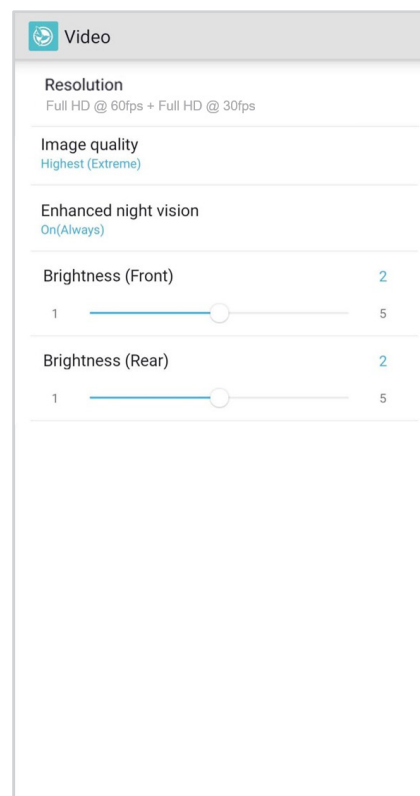 Video
Resolution
Full HD @ 60fps + Full HD @ 30fps
Image quality
Highest (Extreme)
Enhanced night vision
On(Always)
Brightness (Front) 2
1 5
Brightness (Rear) 2
1 5